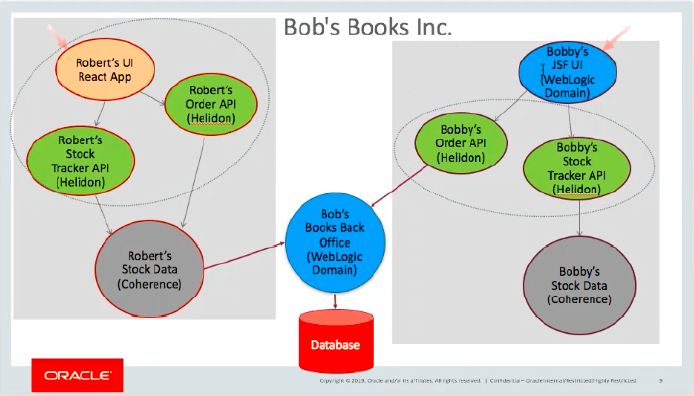 Bob's Books Inc.
Robert's UI
React App
Robert's
Order API
(Helidon)
Robert's
Stock
Tracker API
(Helidon)
Robert's
Stock Data
(Coherence)
Bob's
Books Back
Office
(WebLogic
Domain)
Database
Bobby's
JSF UI
(WebLogic
Domain)
Bobby's
Order API
(Helidon)
Bobby's
Stock
Tracker API
(Helidon)
Bobby's
Stock Data
(Coherence)
ORACLE
Copyright © 2019, Oracle and/or its affiliates. All rights reserved. | Confidential – Oracle Internal/Restricted/Highly Restricted
9